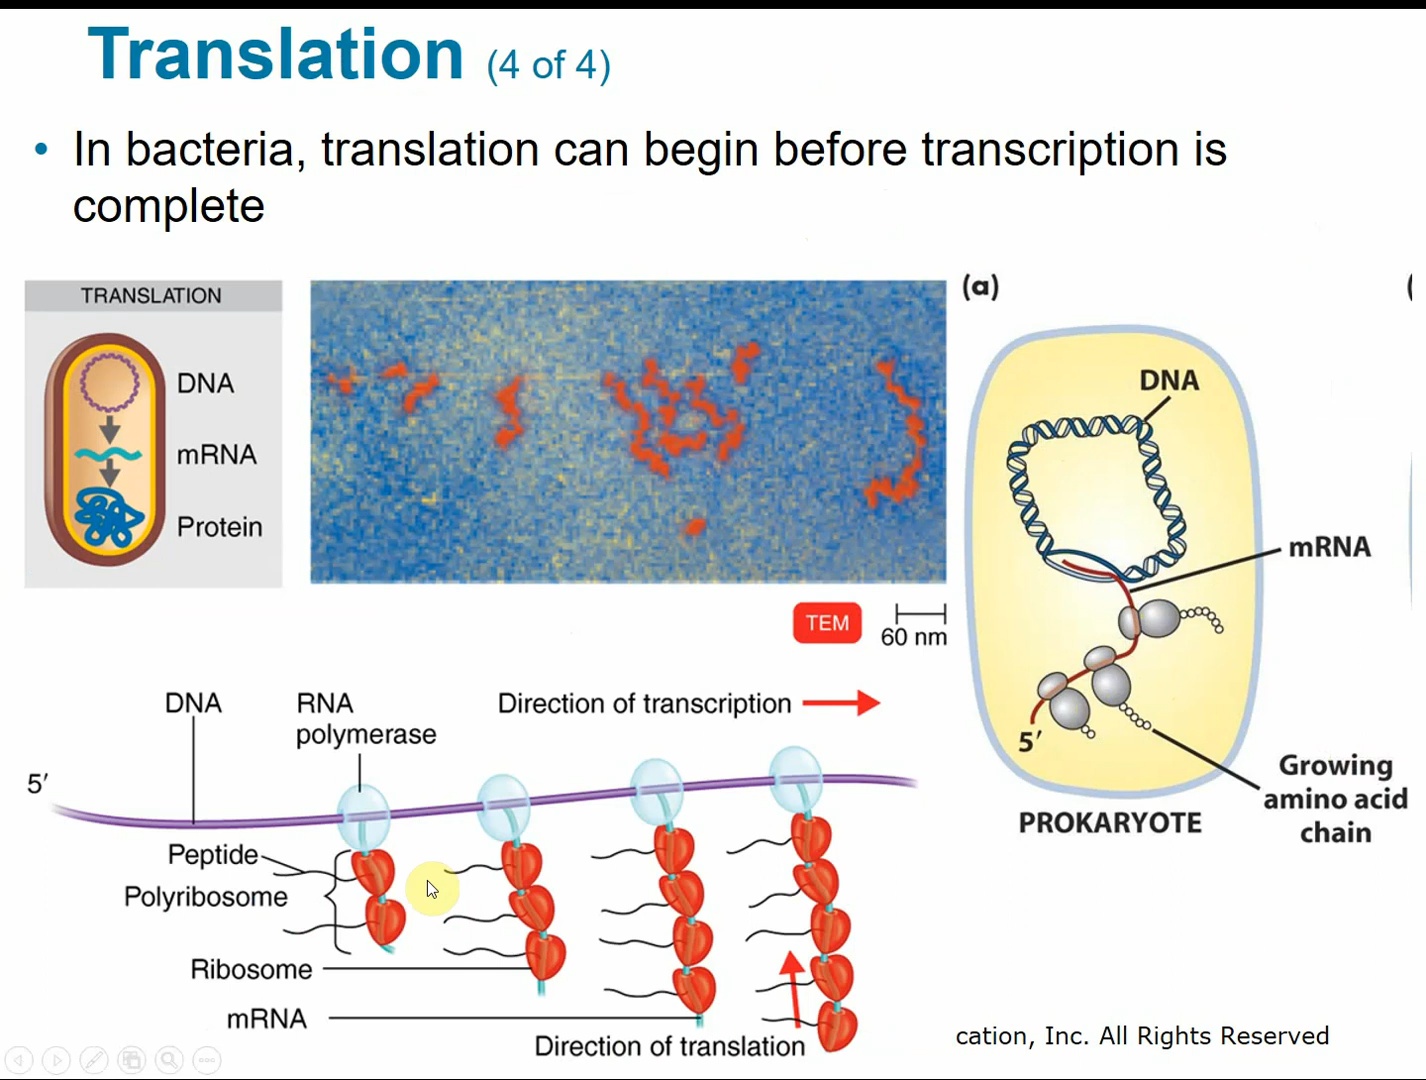 Translation (4 of 4)
• In bacteria, translation can begin before transcription is
complete
TRANSLATION
DNA
mRNA
Protein
TEM
60 nm
(a)
DNA
mRNA
5′
Growing
amino acid
chain
PROKARYOTE
DNA
RNA
polymerase
Direction of transcription
5′
Peptide
Polyribosome
Ribosome
mRNA
Direction of translation
cation, Inc. All Rights Reserved